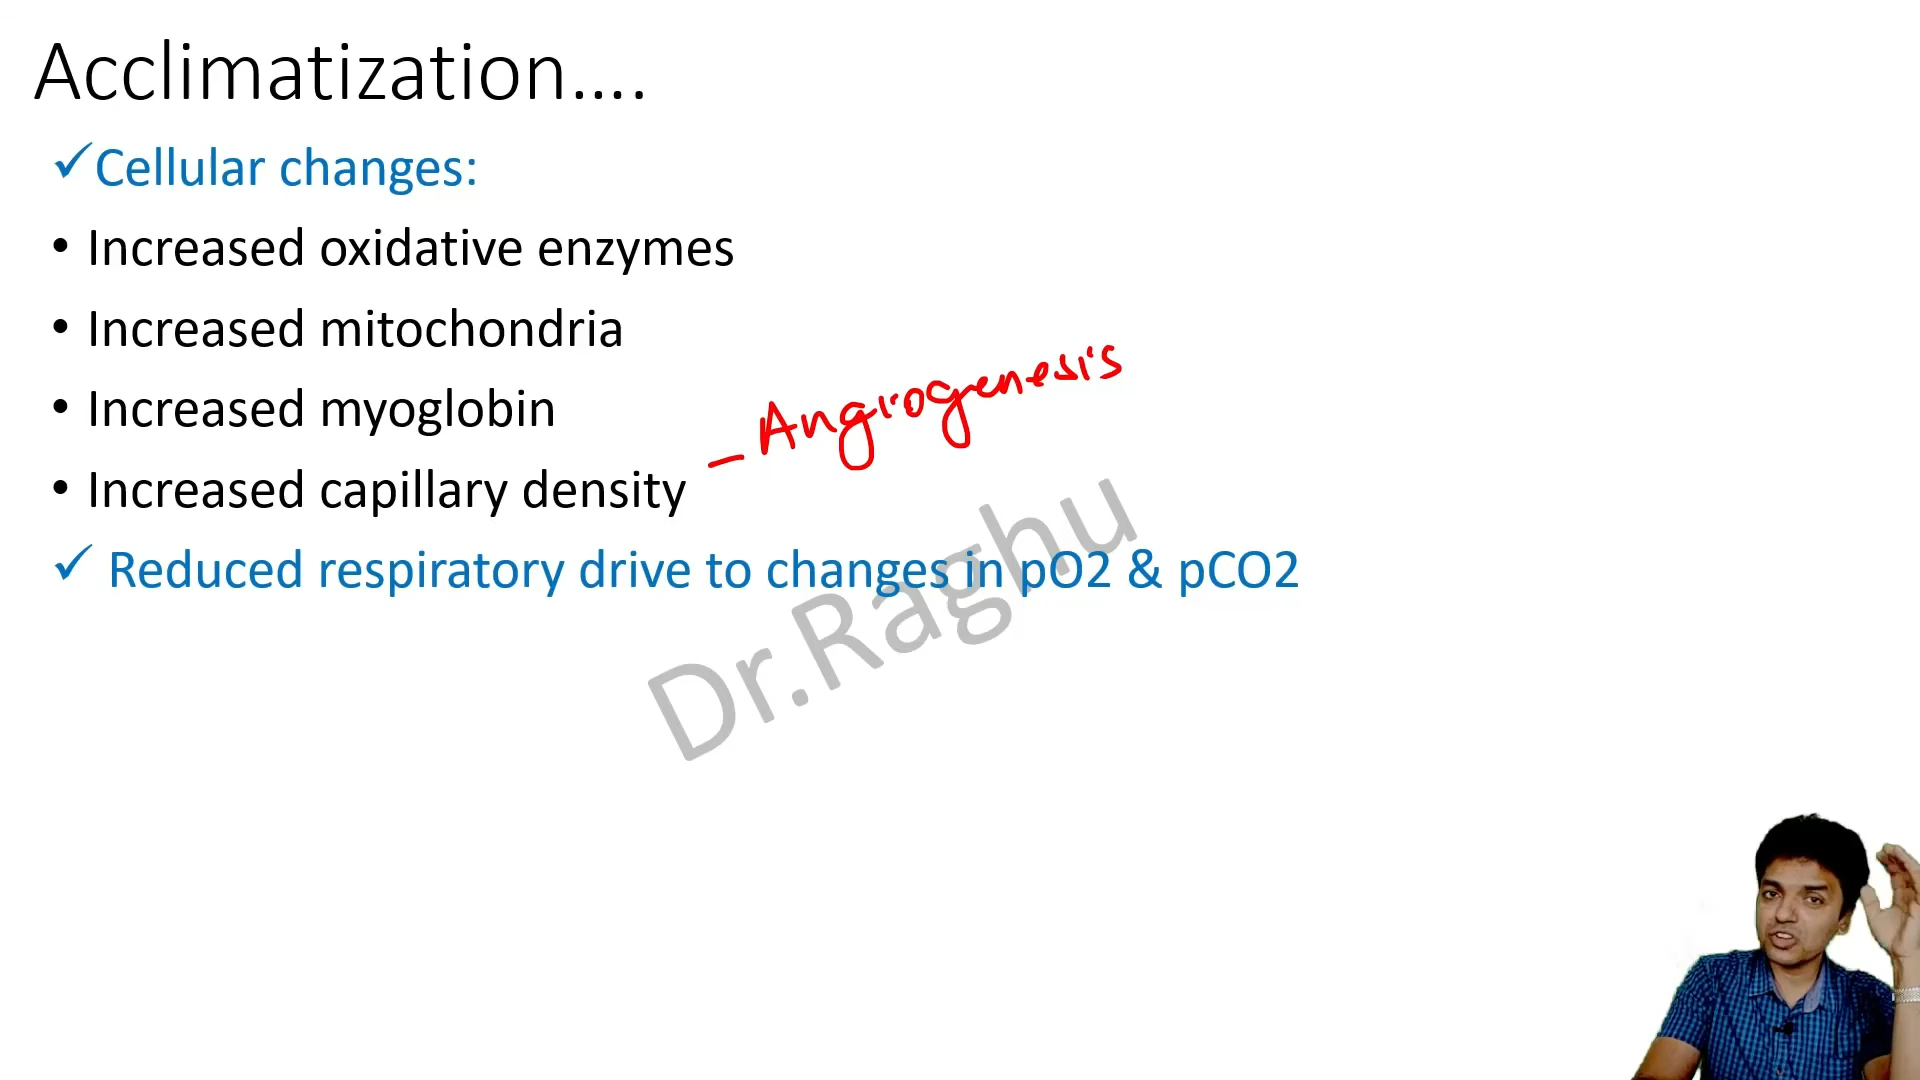 Acclimatization....
✓Cellular changes:
• Increased oxidative enzymes
• Increased mitochondria
• Increased myoglobin
– Angiogenesis
• Increased capillary density
✓ Reduced respiratory drive to changes in pO2 & pCO2
Dr.Raghu